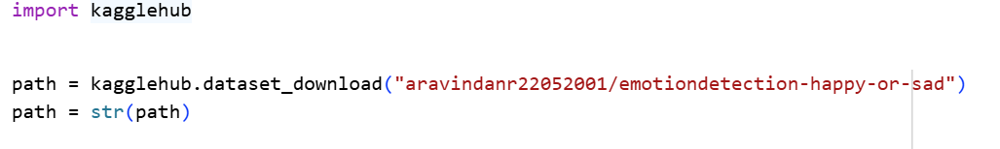 import kagglehub
path = kagglehub.dataset_download("aravindanr22052001/emotiondetection-happy-or-sad")
path = str(path)